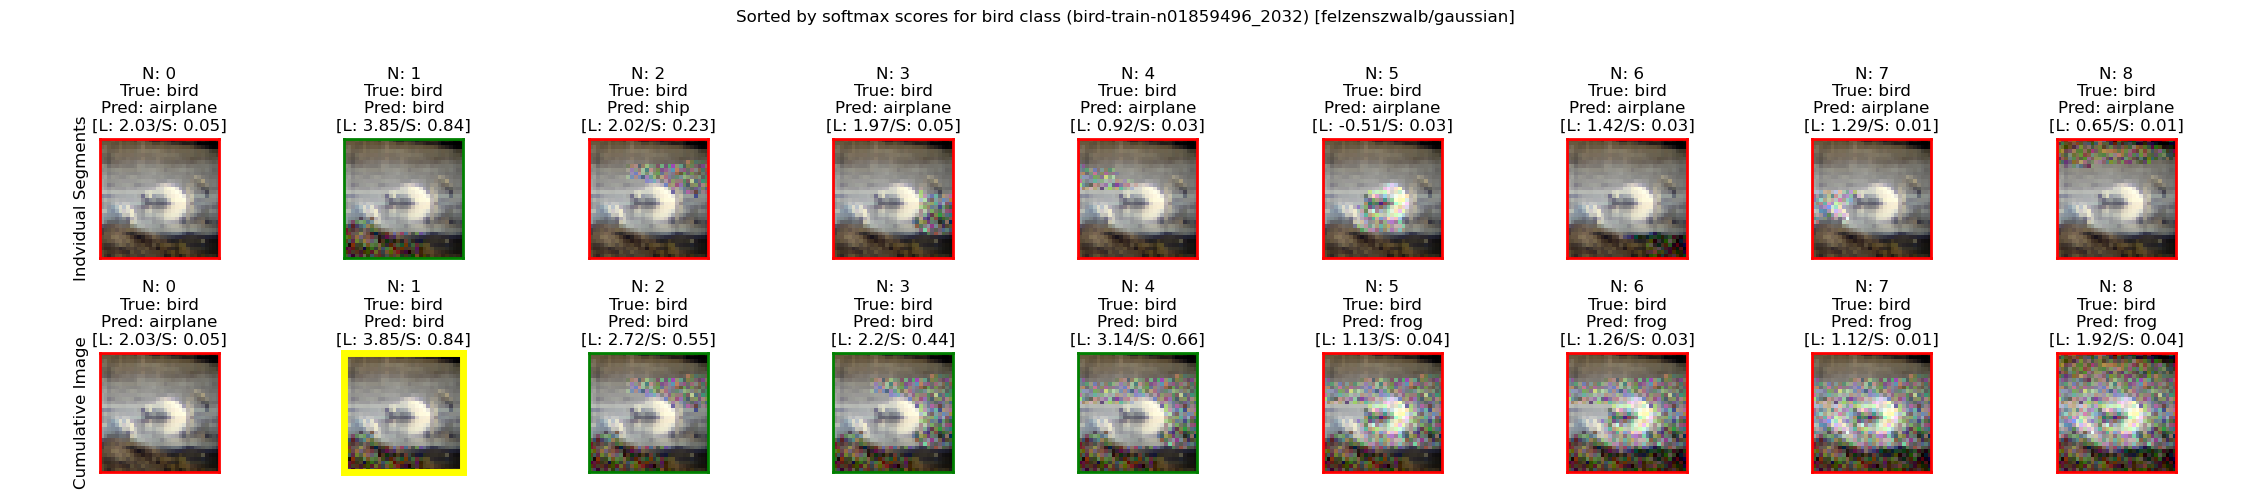 Sorted by softmax scores for bird class (bird-train-n01859496_2032) [felzenszwalb/gaussian]
Indvidual Segments
N: 0
True: bird
Pred: airplane
[L: 2.03/S: 0.05]
N: 1
True: bird
Pred: bird
[L: 3.85/S: 0.84]
N: 2
True: bird
Pred: ship
[L: 2.02/S: 0.23]
N: 3
True: bird
Pred: airplane
[L: 1.97/S: 0.05]
N: 4
True: bird
Pred: airplane
[L: 0.92/S: 0.03]
N: 5
True: bird
Pred: airplane
[L: -0.51/S: 0.03]
N: 6
True: bird
Pred: airplane
[L: 1.42/S: 0.03]
N: 7
True: bird
Pred: airplane
[L: 1.29/S: 0.01]
N: 8
True: bird
Pred: airplane
[L: 0.65/S: 0.01]
Cumulative Image
N: 0
True: bird
Pred: airplane
[L: 2.03/S: 0.05]
N: 1
True: bird
Pred: bird
[L: 3.85/S: 0.84]
N: 2
True: bird
Pred: bird
[L: 2.72/S: 0.55]
N: 3
True: bird
Pred: bird
[L: 2.2/S: 0.44]
N: 4
True: bird
Pred: bird
[L: 3.14/S: 0.66]
N: 5
True: bird
Pred: frog
[L: 1.13/S: 0.04]
N: 6
True: bird
Pred: frog
[L: 1.26/S: 0.03]
N: 7
True: bird
Pred: frog
[L: 1.12/S: 0.01]
N: 8
True: bird
Pred: frog
[L: 1.92/S: 0.04]